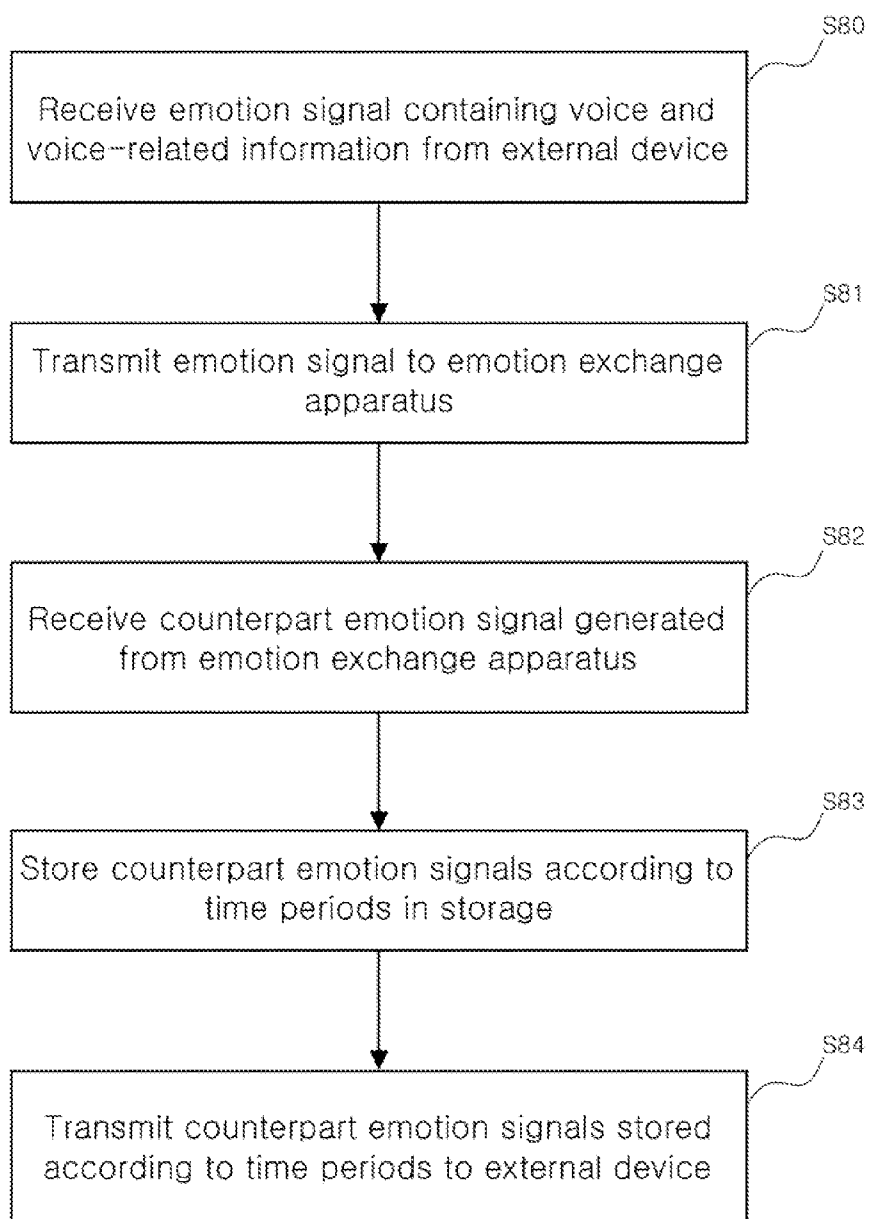 S80
Receive emotion signal containing voice and
voice-related information from external device
S81
Transmit emotion signal to emotion exchange
apparatus
S82
Receive counterpart emotion signal generated
from emotion exchange apparatus
S83
Store counterpart emotion signals according to
time periods in storage
S84
Transmit counterpart emotion signals stored
according to time periods to external device